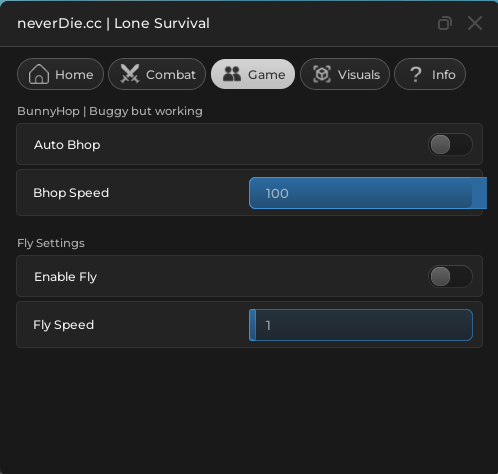 neverDie.cc | Lone Survival
Home Combat Game Visuals ? Info
BunnyHop | Buggy but working
Auto Bhop
Bhop Speed 100
Fly Settings
Enable Fly
Fly Speed 1